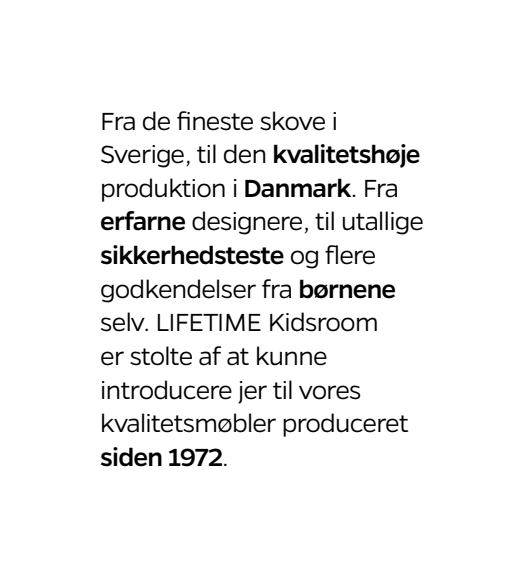 Fra de fineste skove i
Sverige, til den kvalitetshøje
produktion i Danmark. Fra
erfarne designere, til utallige
sikkerhedsteste og flere
godkendelser fra børnene
selv. LIFETIME Kidsroom
er stolte af at kunne
introducere jer til vores
kvalitetsmøbler produceret
siden 1972.